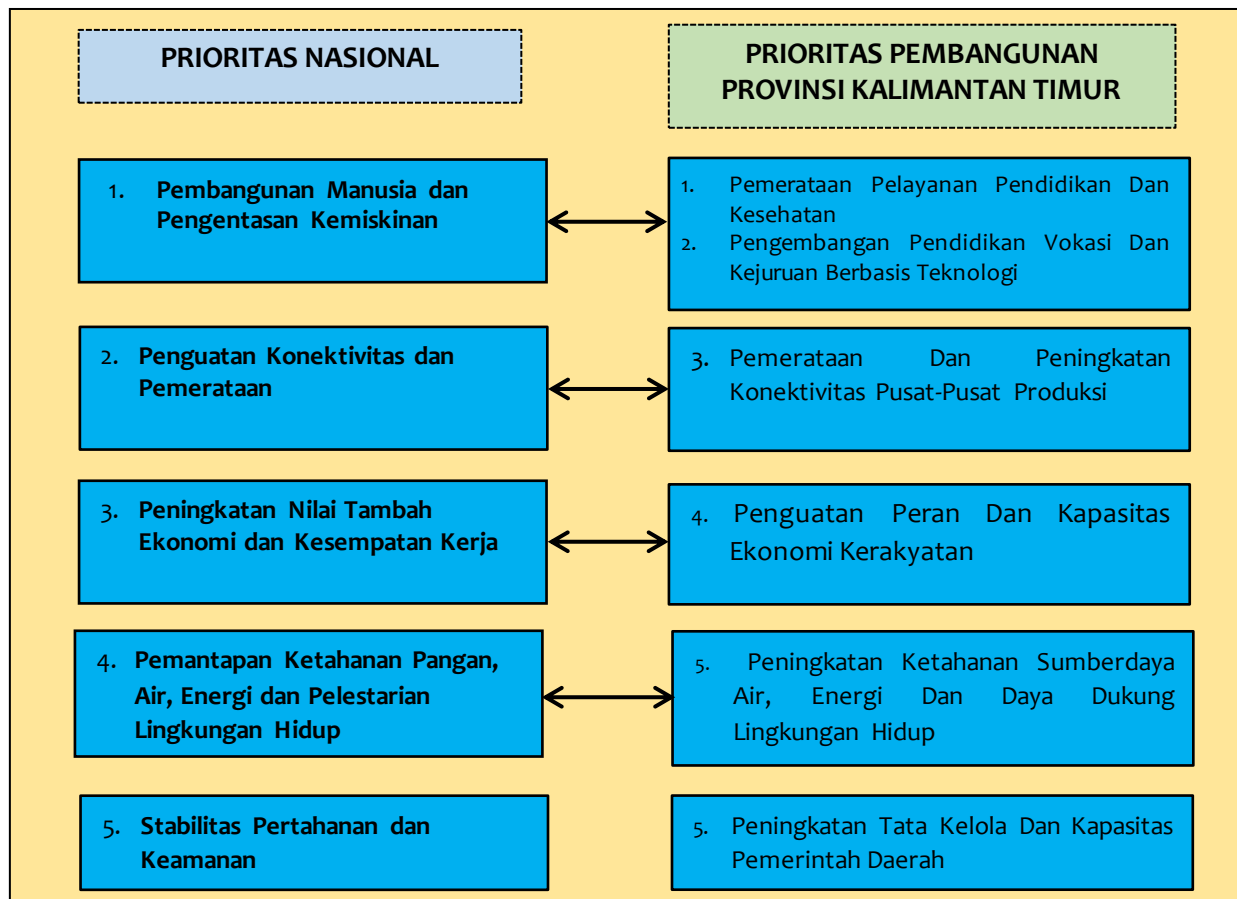 PRIORITAS NASIONAL
PRIORITAS PEMBANGUNAN
PROVINSI KALIMANTAN TIMUR
1. Pembangunan Manusia dan
Pengentasan Kemiskinan
1. Pemerataan Pelayanan Pendidikan Dan
Kesehatan
2. Pengembangan Pendidikan Vokasi Dan
Kejuruan Berbasis Teknologi
2. Penguatan Konektivitas dan
Pemerataan
3. Pemerataan Dan Peningkatan
Konektivitas Pusat-Pusat Produksi
3. Peningkatan Nilai Tambah
Ekonomi dan Kesempatan Kerja
4. Penguatan Peran Dan Kapasitas
Ekonomi Kerakyatan
4. Pemantapan Ketahanan Pangan,
Air, Energi dan Pelestarian
Lingkungan Hidup
5. Peningkatan Ketahanan Sumberdaya
Air, Energi Dan Daya Dukung
Lingkungan Hidup
5. Stabilitas Pertahanan dan
Keamanan
5. Peningkatan Tata Kelola Dan Kapasitas
Pemerintah Daerah